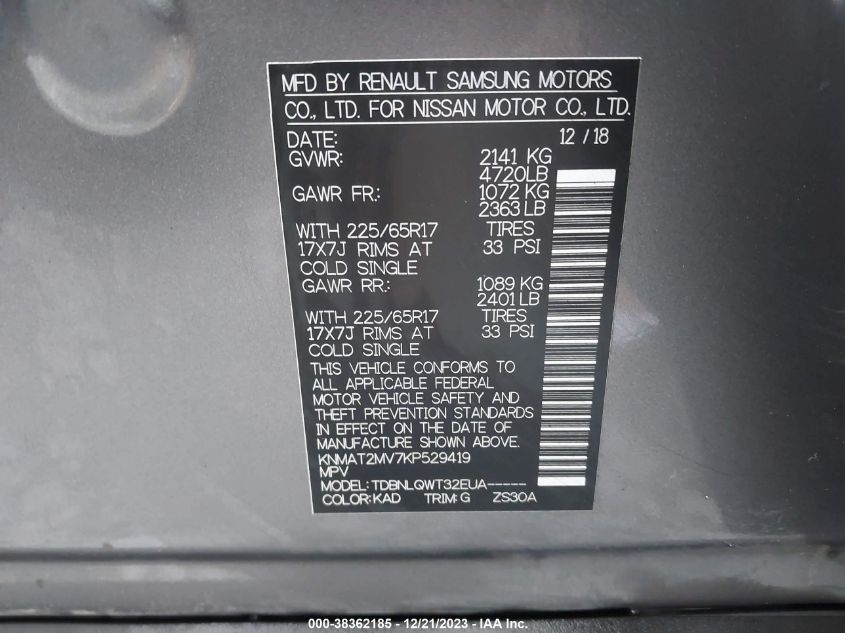 MFD BY RENAULT SAMSUNG MOTORS
CO., LTD. FOR NISSAN MOTOR CO., LTD.
DATE: 12 / 18
GVWR: 2141 KG
4720LB
GAWR FR.: 1072 KG
2363 LB
WITH 225/65R17 TIRES
17X7J RIMS AT 33 PSI
COLD SINGLE
GAWR RR.: 1089 KG
2401 LB
WITH 225/65R17 TIRES
17X7J RIMS AT 33 PSI
COLD SINGLE
THIS VEHICLE CONFORMS TO
ALL APPLICABLE FEDERAL
MOTOR VEHICLE SAFETY AND
THEFT PREVENTION STANDARDS
IN EFFECT ON THE DATE OF
MANUFACTURE SHOWN ABOVE.
KNMAT2MV7KP529419
MPV
MODEL: TDBNLQWT32EUA-----
COLOR: KAD TRIM: G ZS30A
000-38362185 - 12/21/2023 - IAA Inc.